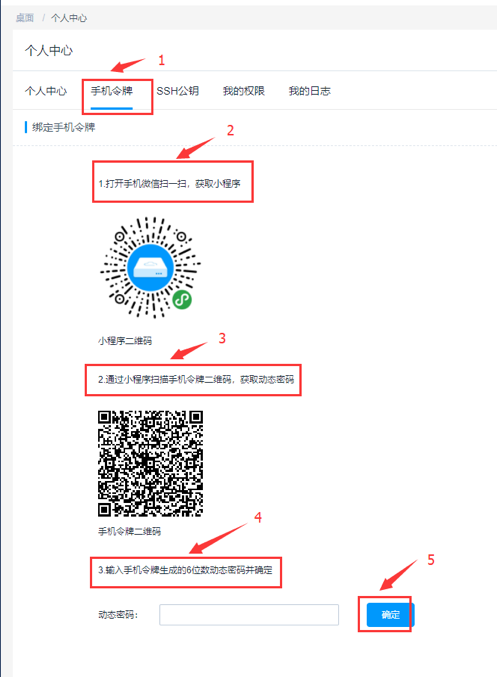 桌面 / 个人中心
个人中心
1
个人中心 手机令牌 SSH公钥 我的权限 我的日志
绑定手机令牌
2
1.打开手机微信扫一扫，获取小程序
小程序二维码
3
2.通过小程序扫描手机令牌二维码，获取动态密码
手机令牌二维码
4
3.输入手机令牌生成的6位数动态密码并确定
5
动态密码： 确定